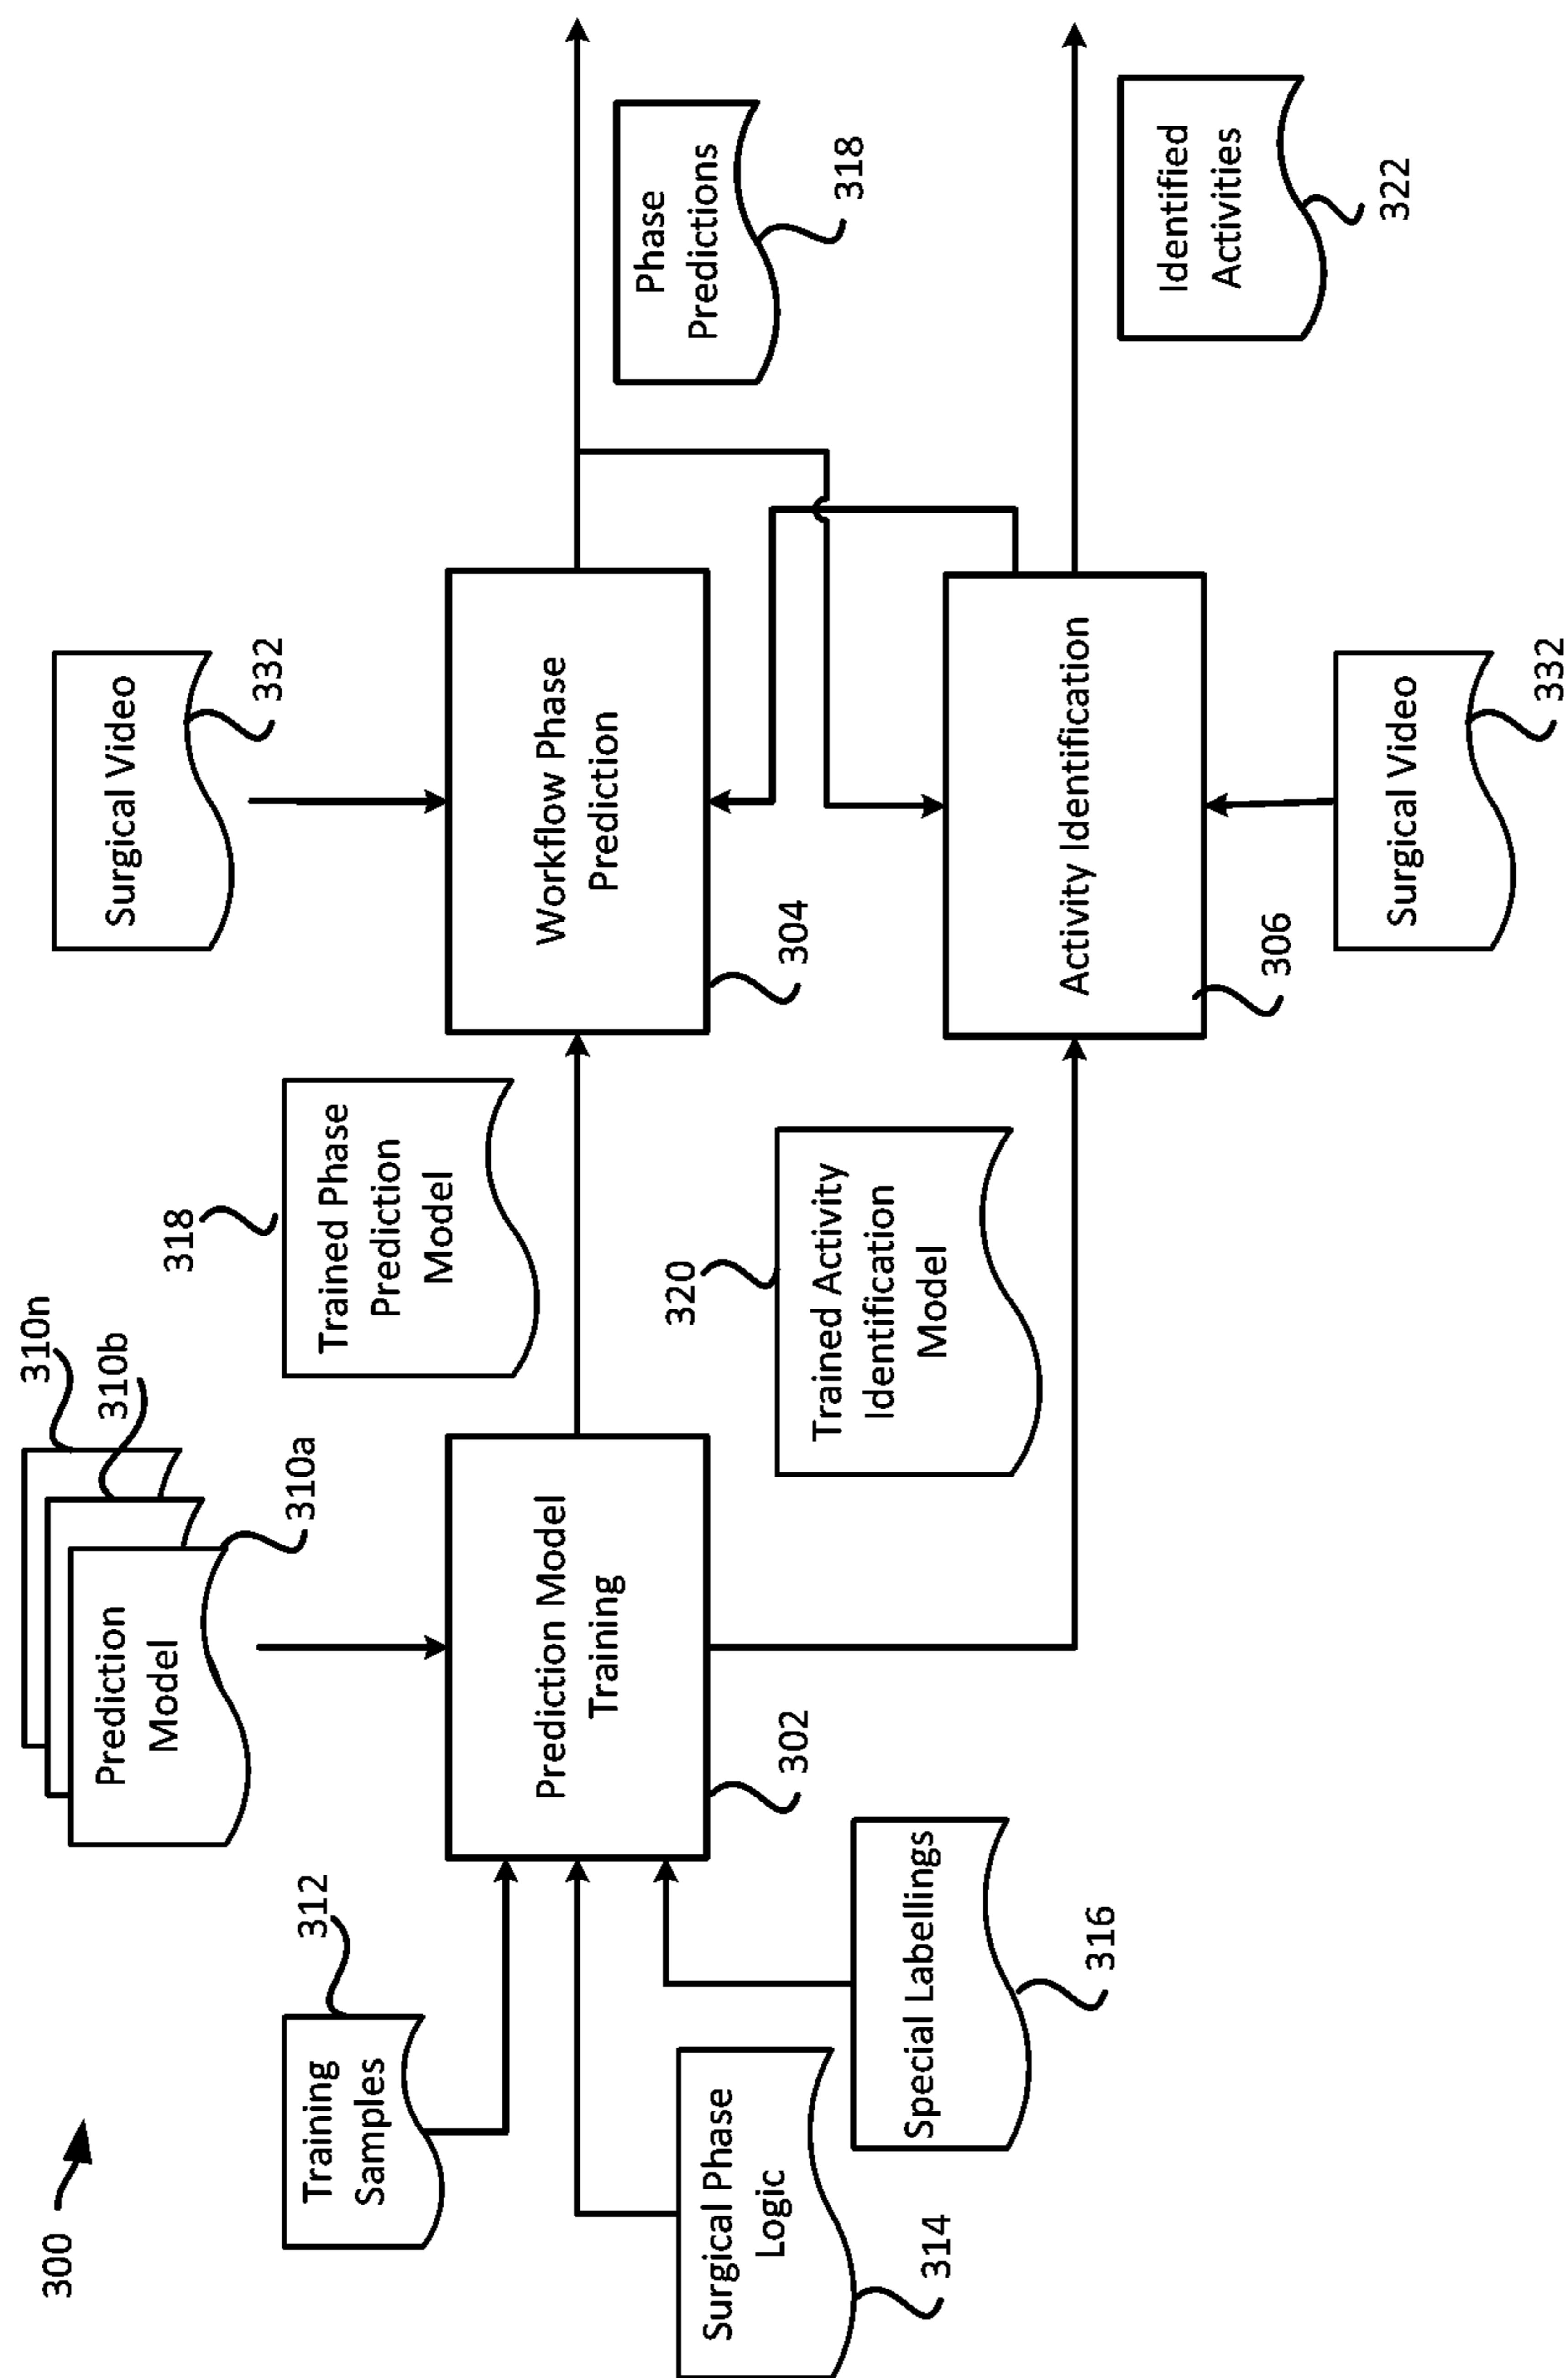 300
310n
310b
310a
Prediction
Model
312
Training
Samples
Surgical Phase
Logic
314
Special Labellings
316
Prediction Model
Training
302
318
Trained Phase
Prediction
Model
320
Trained Activity
Identification
Model
Surgical Video
332
Workflow Phase
Prediction
304
Activity Identification
306
Surgical Video
332
Phase
Predictions
318
Identified
Activities
322